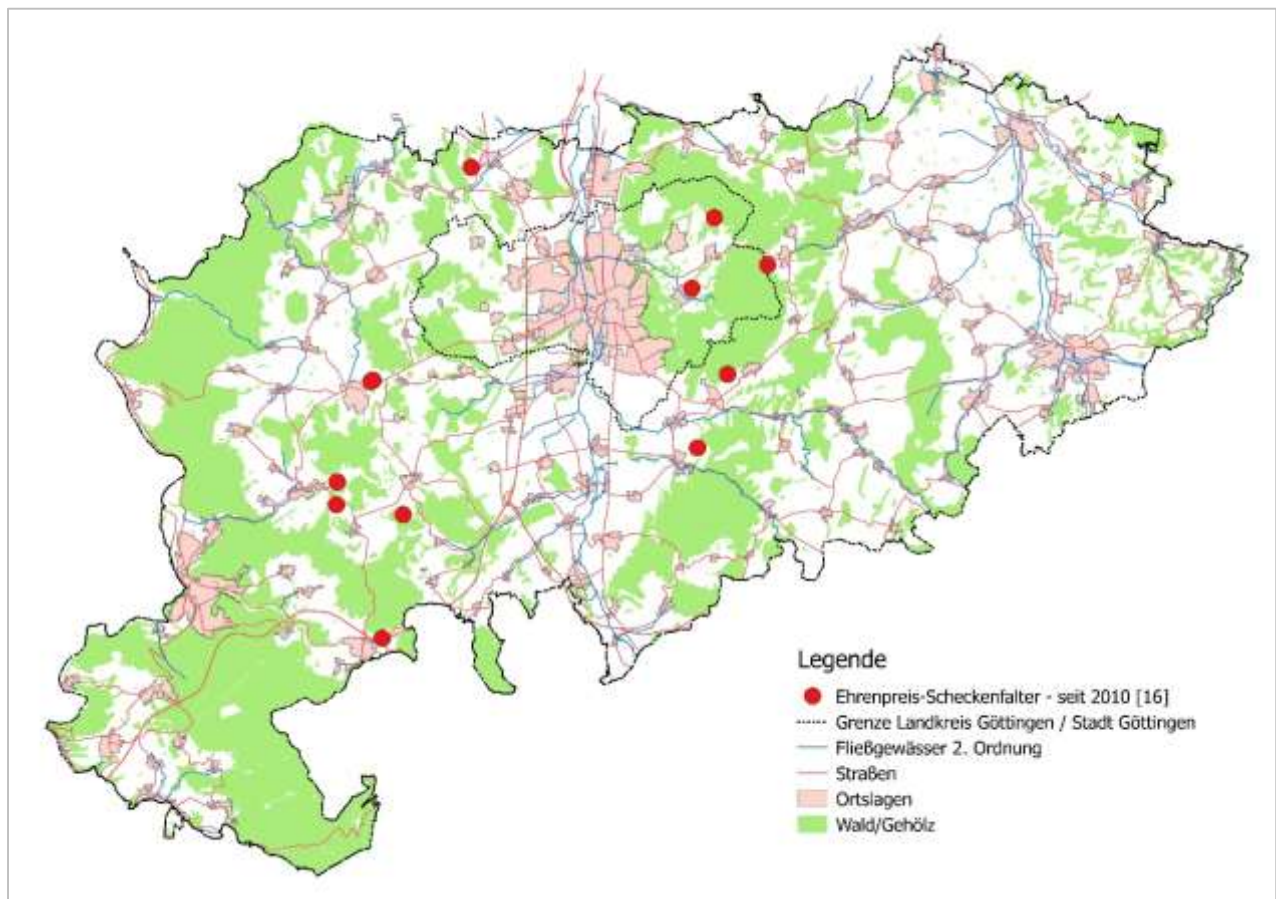 Legende
Ehrenpreis-Scheckenfalter - seit 2010 [16]
Grenze Landkreis Göttingen / Stadt Göttingen
Fließgewässer 2. Ordnung
Straßen
Ortslagen
Wald/Gehölz